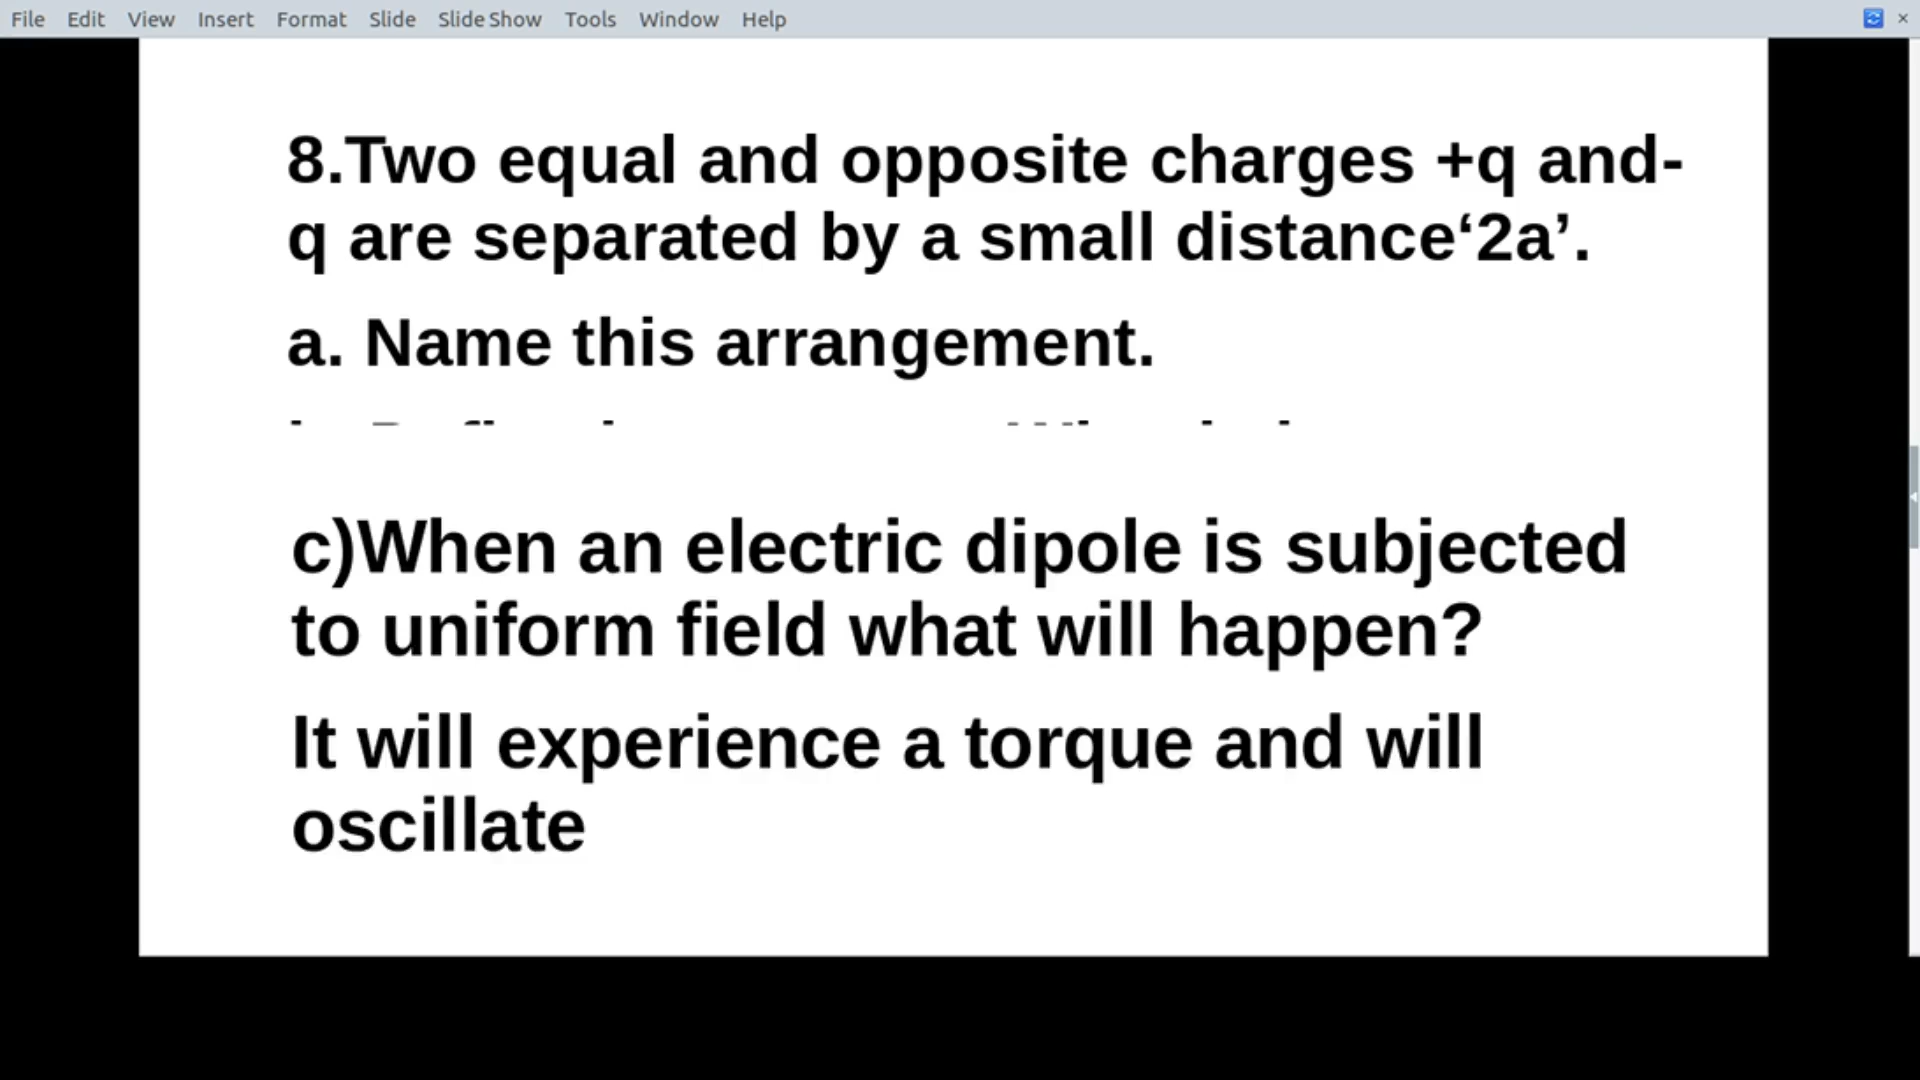 File Edit View Insert Format Slide Slide Show Tools Window Help
8.Two equal and opposite charges +q and-
q are separated by a small distance‘2a’.
a. Name this arrangement.
c)When an electric dipole is subjected
to uniform field what will happen?
It will experience a torque and will
oscillate